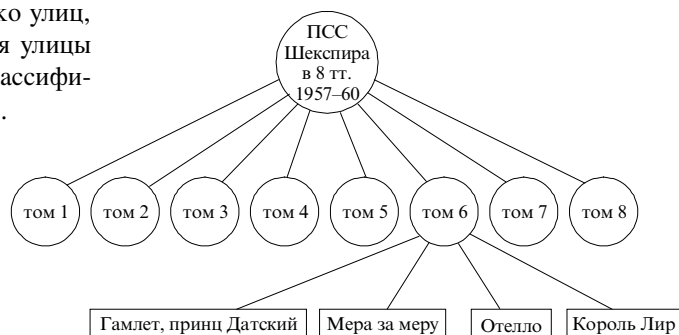 ко улиц,
я улицы
ассифи-
.
ПСС
Шекспира
в 8 тт.
1957–60
том 1 том 2 том 3 том 4 том 5 том 6 том 7 том 8
Гамлет, принц Датский Мера за меру Отелло Король Лир